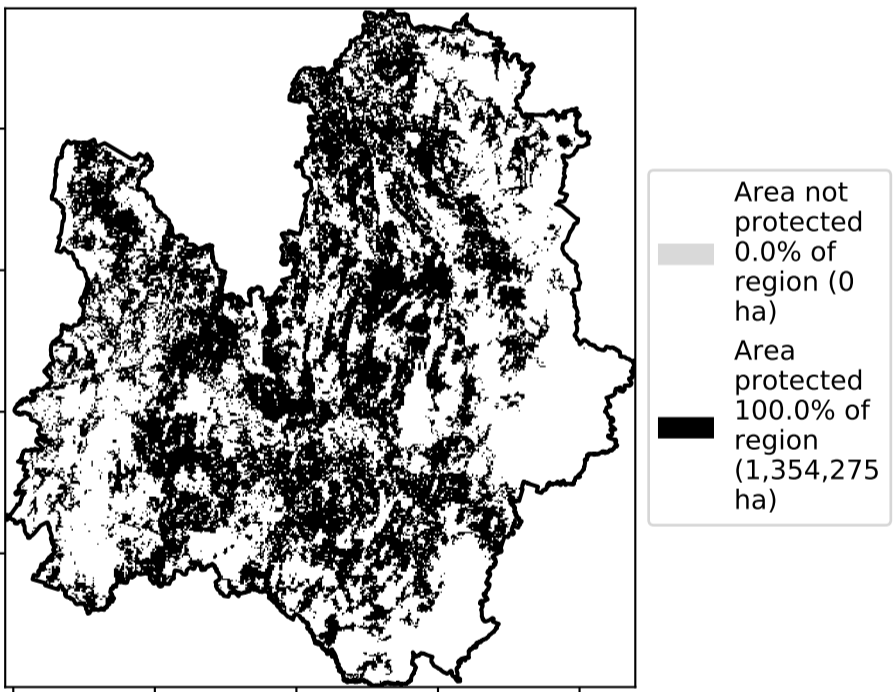 Area not
protected
0.0% of
region (0
ha)
Area
protected
100.0% of
region
(1,354,275
ha)